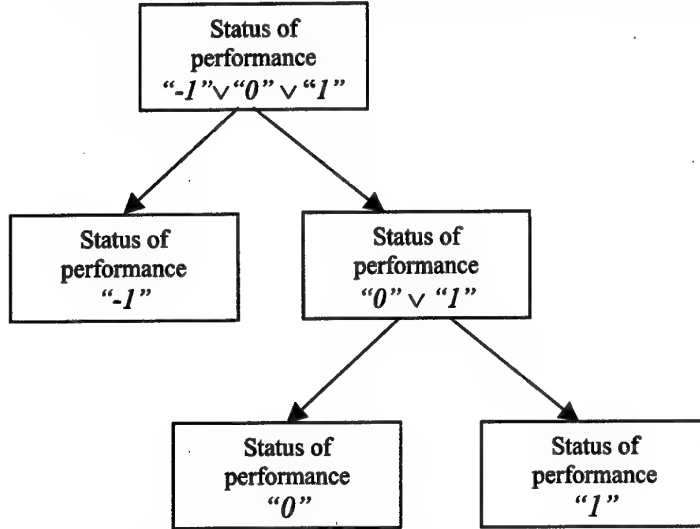 Status of
performance
“-1”∨“0” ∨ “1”
Status of
performance
“-1”
Status of
performance
“0” ∨ “1”
Status of
performance
“0”
Status of
performance
“1”